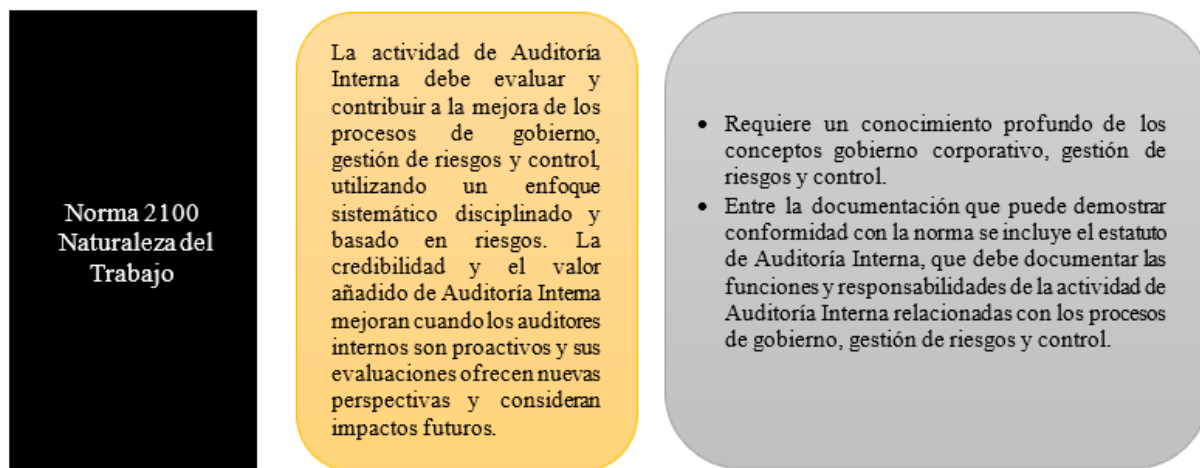 Norma 2100
Naturaleza del
Trabajo
La actividad de Auditoría
Interna debe evaluar y
contribuir a la mejora de los
procesos de gobierno,
gestión de riesgos y control,
utilizando un enfoque
sistemático disciplinado y
basado en riesgos. La
credibilidad y el valor
añadido de Auditoría Interna
mejoran cuando los auditores
internos son proactivos y sus
evaluaciones ofrecen nuevas
perspectivas y consideran
impactos futuros.
• Requiere un conocimiento profundo de los
conceptos gobierno corporativo, gestión de
riesgos y control.
• Entre la documentación que puede demostrar
conformidad con la norma se incluye el estatuto
de Auditoría Interna, que debe documentar las
funciones y responsabilidades de la actividad de
Auditoría Interna relacionadas con los procesos
de gobierno, gestión de riesgos y control.